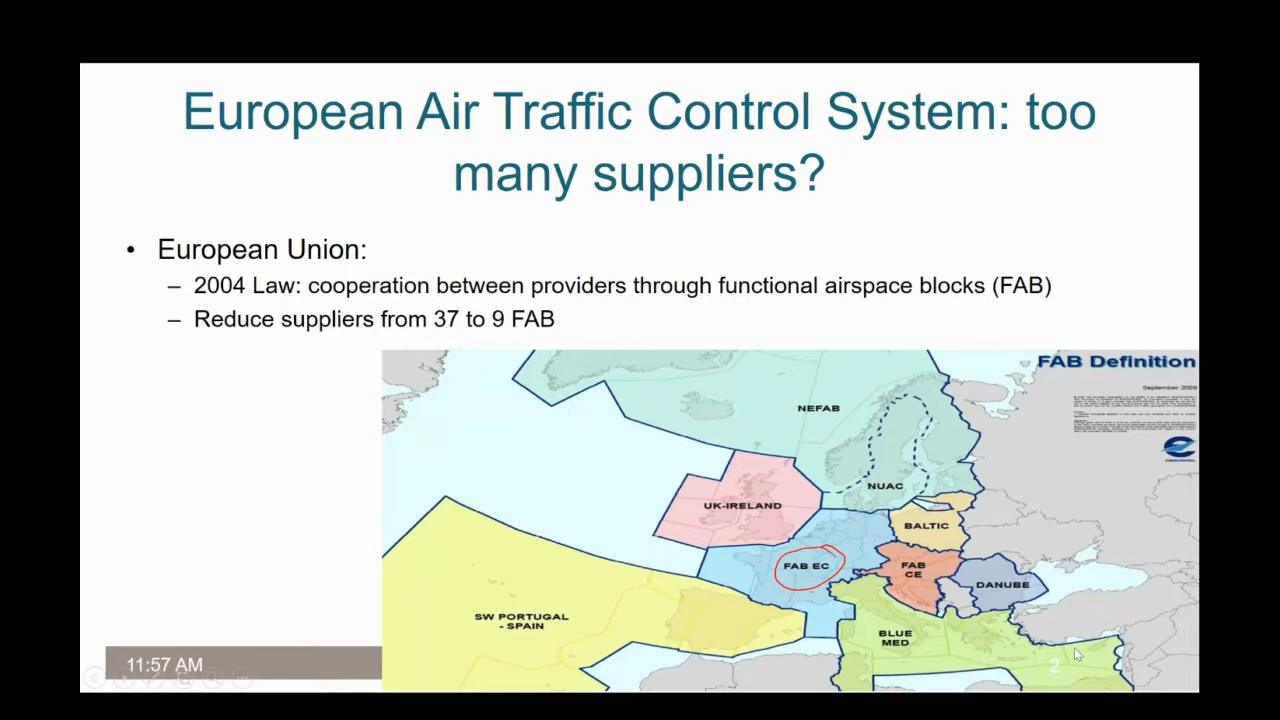 European Air Traffic Control System: too
many suppliers?
• European Union:
– 2004 Law: cooperation between providers through functional airspace blocks (FAB)
– Reduce suppliers from 37 to 9 FAB
FAB Definition
September 2009
NEFAB
NUAC
UK-IRELAND
BALTIC
FAB EC
FAB
CE
DANUBE
SW PORTUGAL
- SPAIN
BLUE
MED
11:57 AM
2